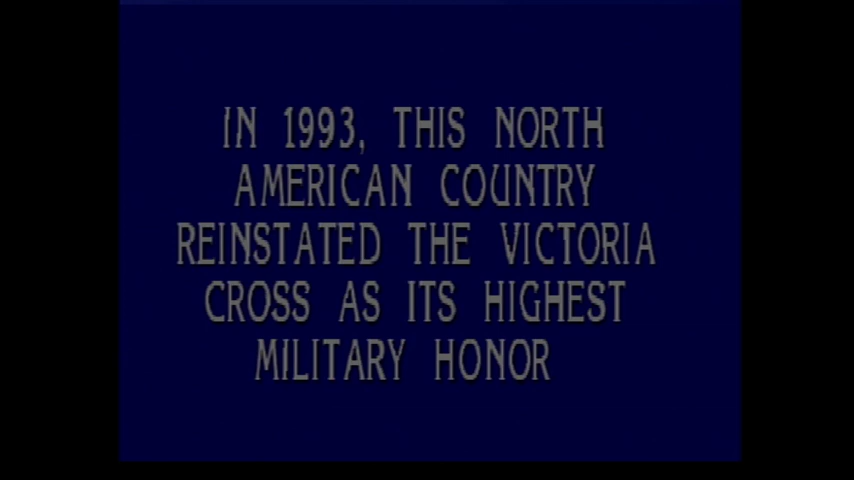 IN 1993, THIS NORTH
AMERICAN COUNTRY
REINSTATED THE VICTORIA
CROSS AS ITS HIGHEST
MILITARY HONOR